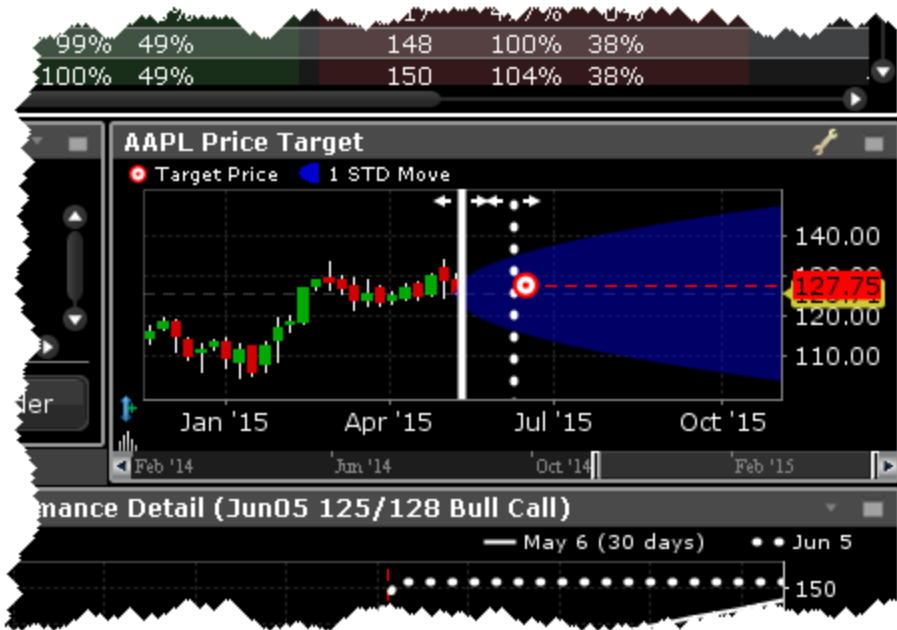 99% 49% 148 100% 38%
100% 49% 150 104% 38%
AAPL Price Target
Target Price 1 STD Move
140.00
127.75
120.00
110.00
der
Jan '15 Apr '15 Jul '15 Oct '15
Feb '14 Jun '14 Oct '14 Feb '15
mance Detail (Jun05 125/128 Bull Call)
May 6 (30 days) Jun 5
150